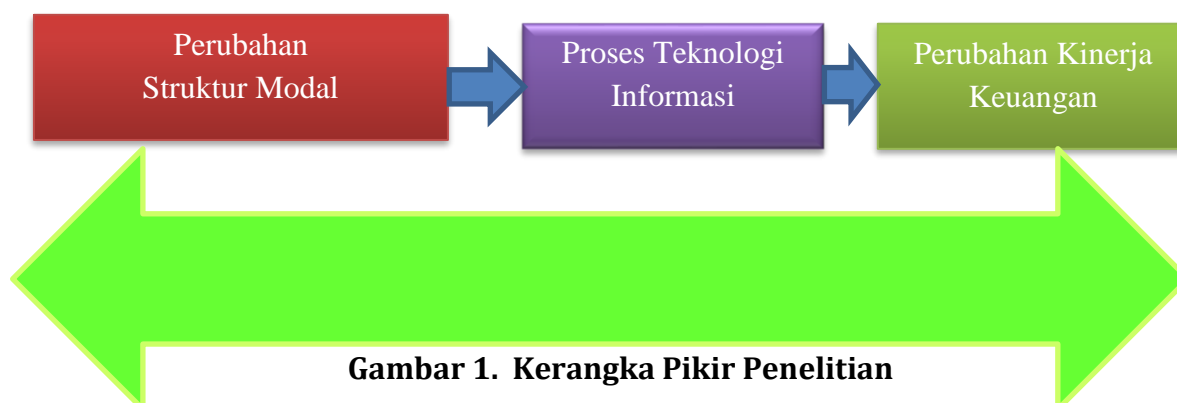 Perubahan
Struktur Modal
Proses Teknologi
Informasi
Perubahan Kinerja
Keuangan
Gambar 1. Kerangka Pikir Penelitian